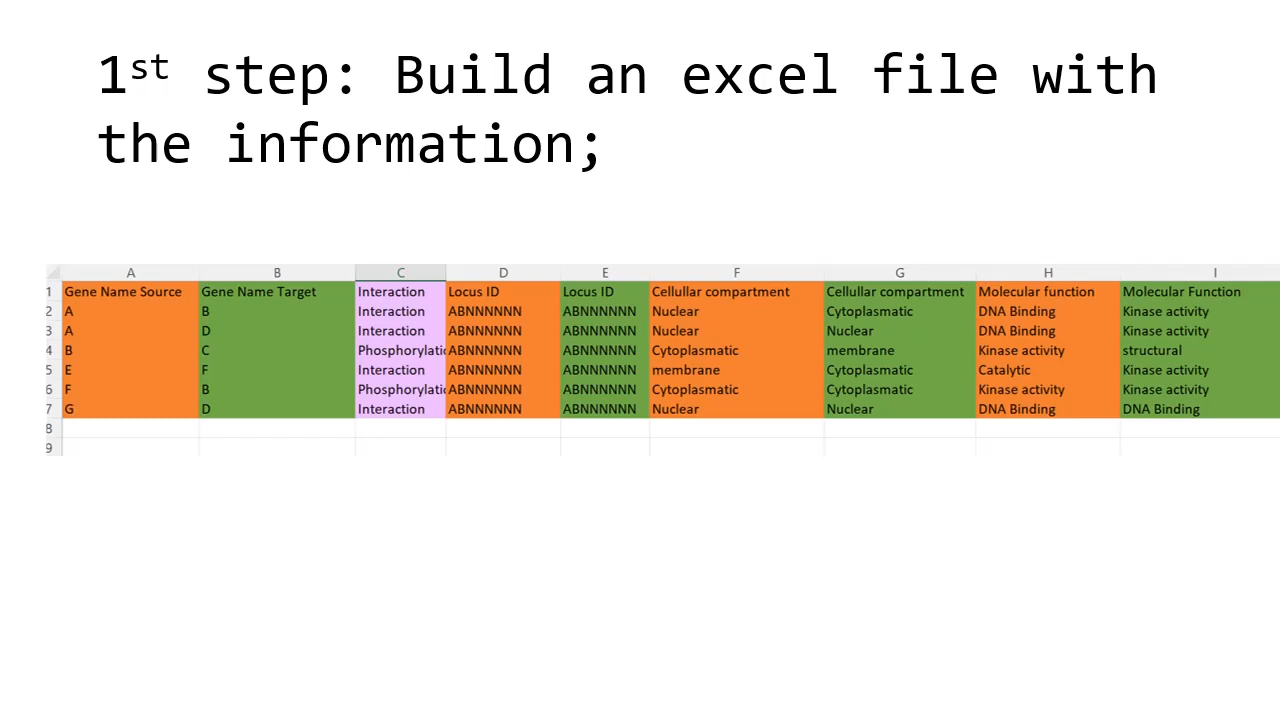 1st step: Build an excel file with
the information;
A B C D E F G H I
1 Gene Name Source Gene Name Target Interaction Locus ID Locus ID Cellullar compartment Cellullar compartment Molecular function Molecular Function
2 A B Interaction ABNNNNNN ABNNNNNN Nuclear Cytoplasmatic DNA Binding Kinase activity
3 A D Interaction ABNNNNNN ABNNNNNN Nuclear Nuclear DNA Binding Kinase activity
4 B C Phosphorylatio ABNNNNNN ABNNNNNN Cytoplasmatic membrane Kinase activity structural
5 E F Interaction ABNNNNNN ABNNNNNN membrane Cytoplasmatic Catalytic Kinase activity
6 F B Phosphorylatio ABNNNNNN ABNNNNNN Cytoplasmatic Cytoplasmatic Kinase activity Kinase activity
7 G D Interaction ABNNNNNN ABNNNNNN Nuclear Nuclear DNA Binding DNA Binding
8
9